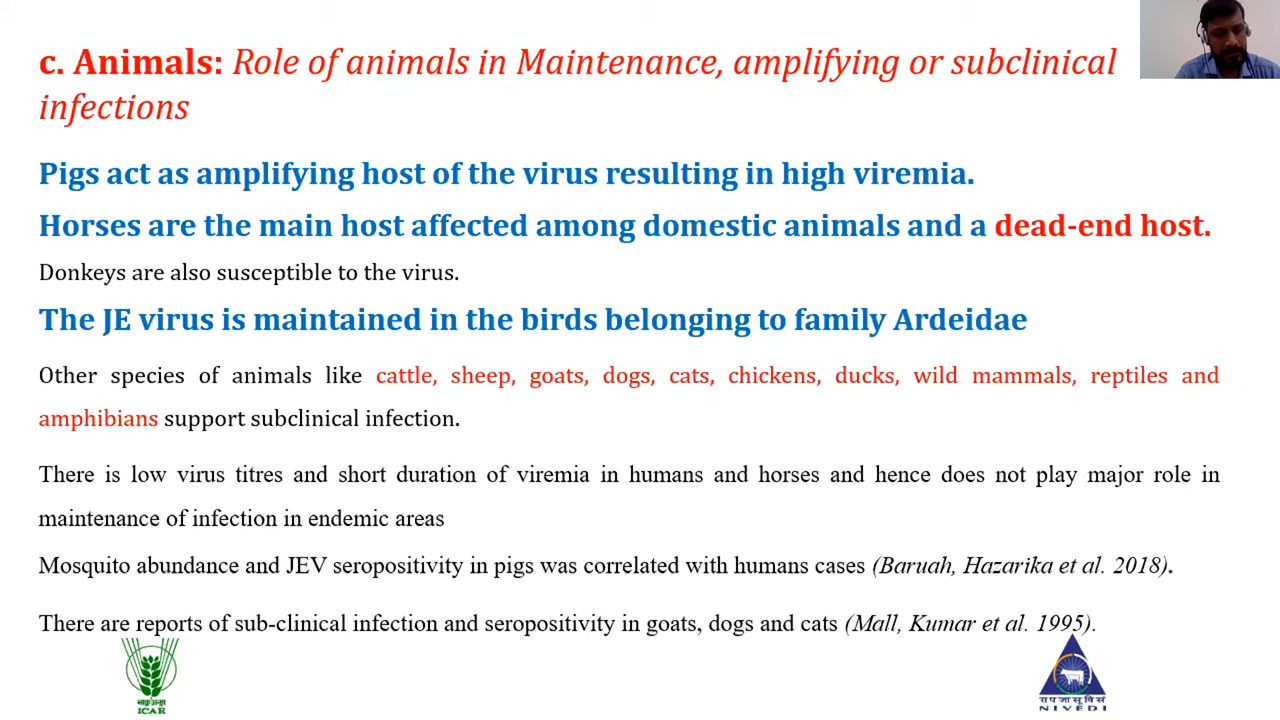 c. Animals: Role of animals in Maintenance, amplifying or subclinical
infections
Pigs act as amplifying host of the virus resulting in high viremia.
Horses are the main host affected among domestic animals and a dead-end host.
Donkeys are also susceptible to the virus.
The JE virus is maintained in the birds belonging to family Ardeidae
Other species of animals like cattle, sheep, goats, dogs, cats, chickens, ducks, wild mammals, reptiles and
amphibians support subclinical infection.
There is low virus titres and short duration of viremia in humans and horses and hence does not play major role in
maintenance of infection in endemic areas
Mosquito abundance and JEV seropositivity in pigs was correlated with humans cases (Baruah, Hazarika et al. 2018).
There are reports of sub-clinical infection and seropositivity in goats, dogs and cats (Mall, Kumar et al. 1995).
भाकृअनुप
ICAR
रा प जा सू वि सं
NIVEDI